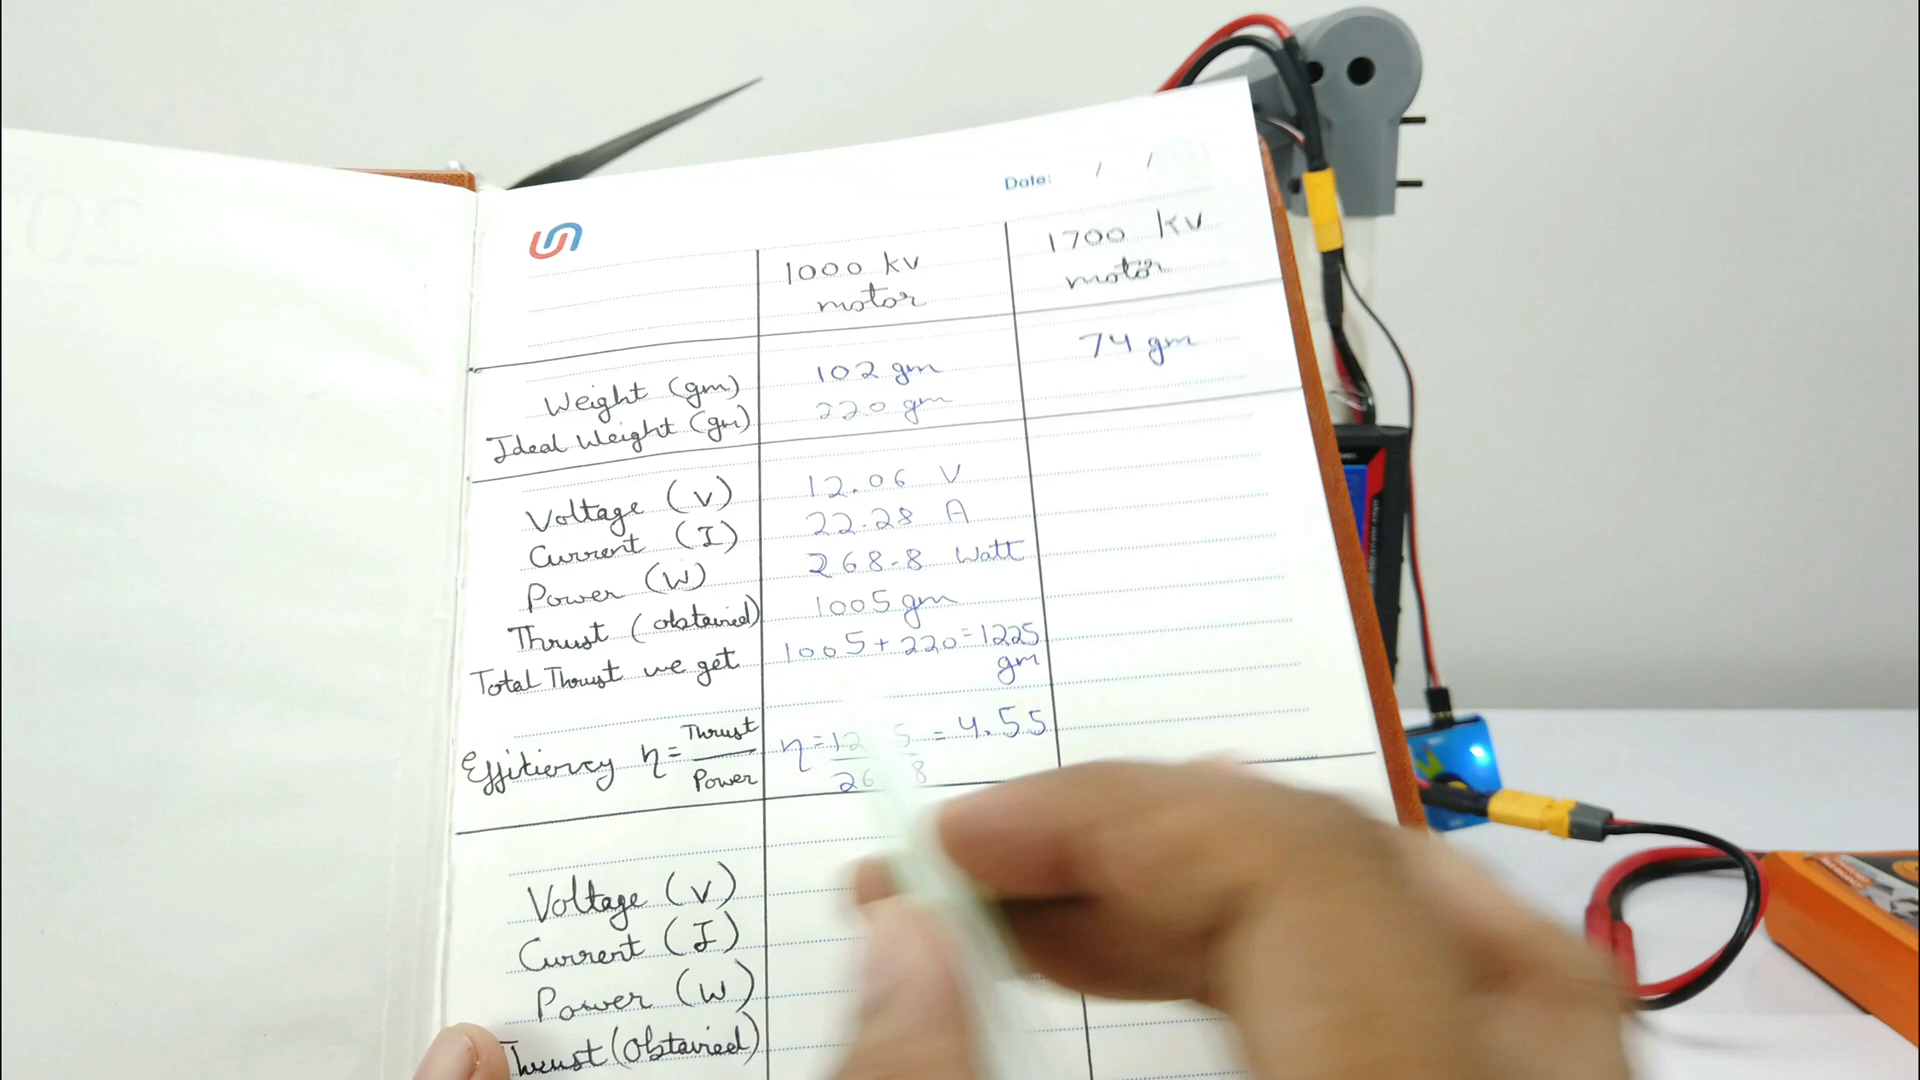 Date: / /
1000 kv
motor
1700 kv
motor
Weight (gm) 102 gm 74 gm
Ideal Weight (gm) 220 gm
Voltage (V) 12.06 V
Current (I) 22.28 A
Power (W) 268.8 Watt
Thrust (obtained) 1005 gm
Total Thrust we get 1005 + 220 = 1225
gm
Effitiency η = Thrust
Power
= 4.55
Voltage (V)
Current (I)
Power (W)
Thrust (Obtained)